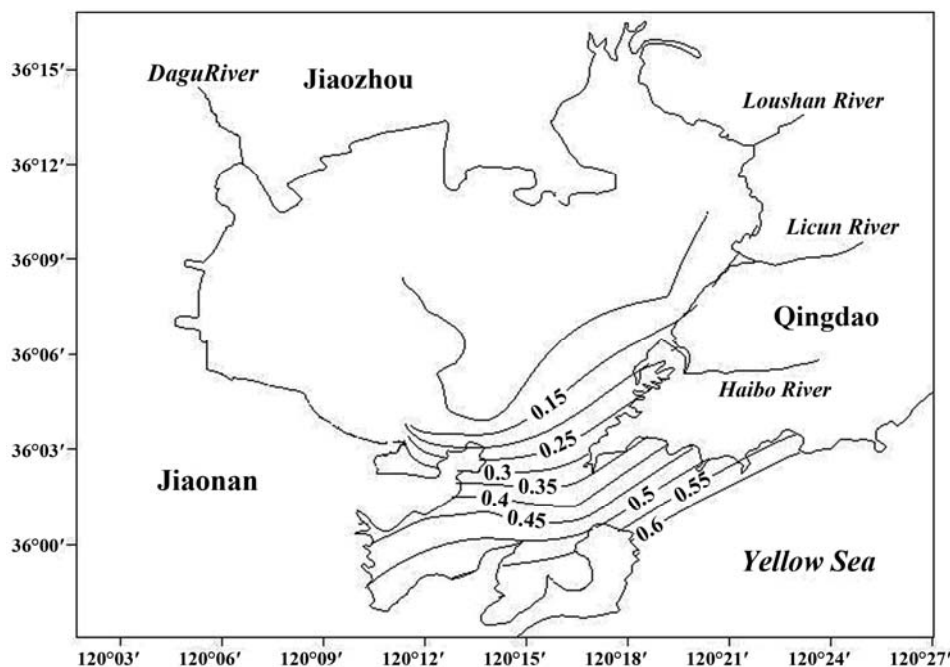 36°15′
DaguRiver
Jiaozhou
Loushan River
36°12′
Licun River
36°09′
Qingdao
36°06′
Haibo River
0.15
0.25
36°03′
0.3
0.35
Jiaonan
0.4
0.45
0.5
0.55
0.6
36°00′
Yellow Sea
120°03′ 120°06′ 120°09′ 120°12′ 120°15′ 120°18′ 120°21′ 120°24′ 120°27′